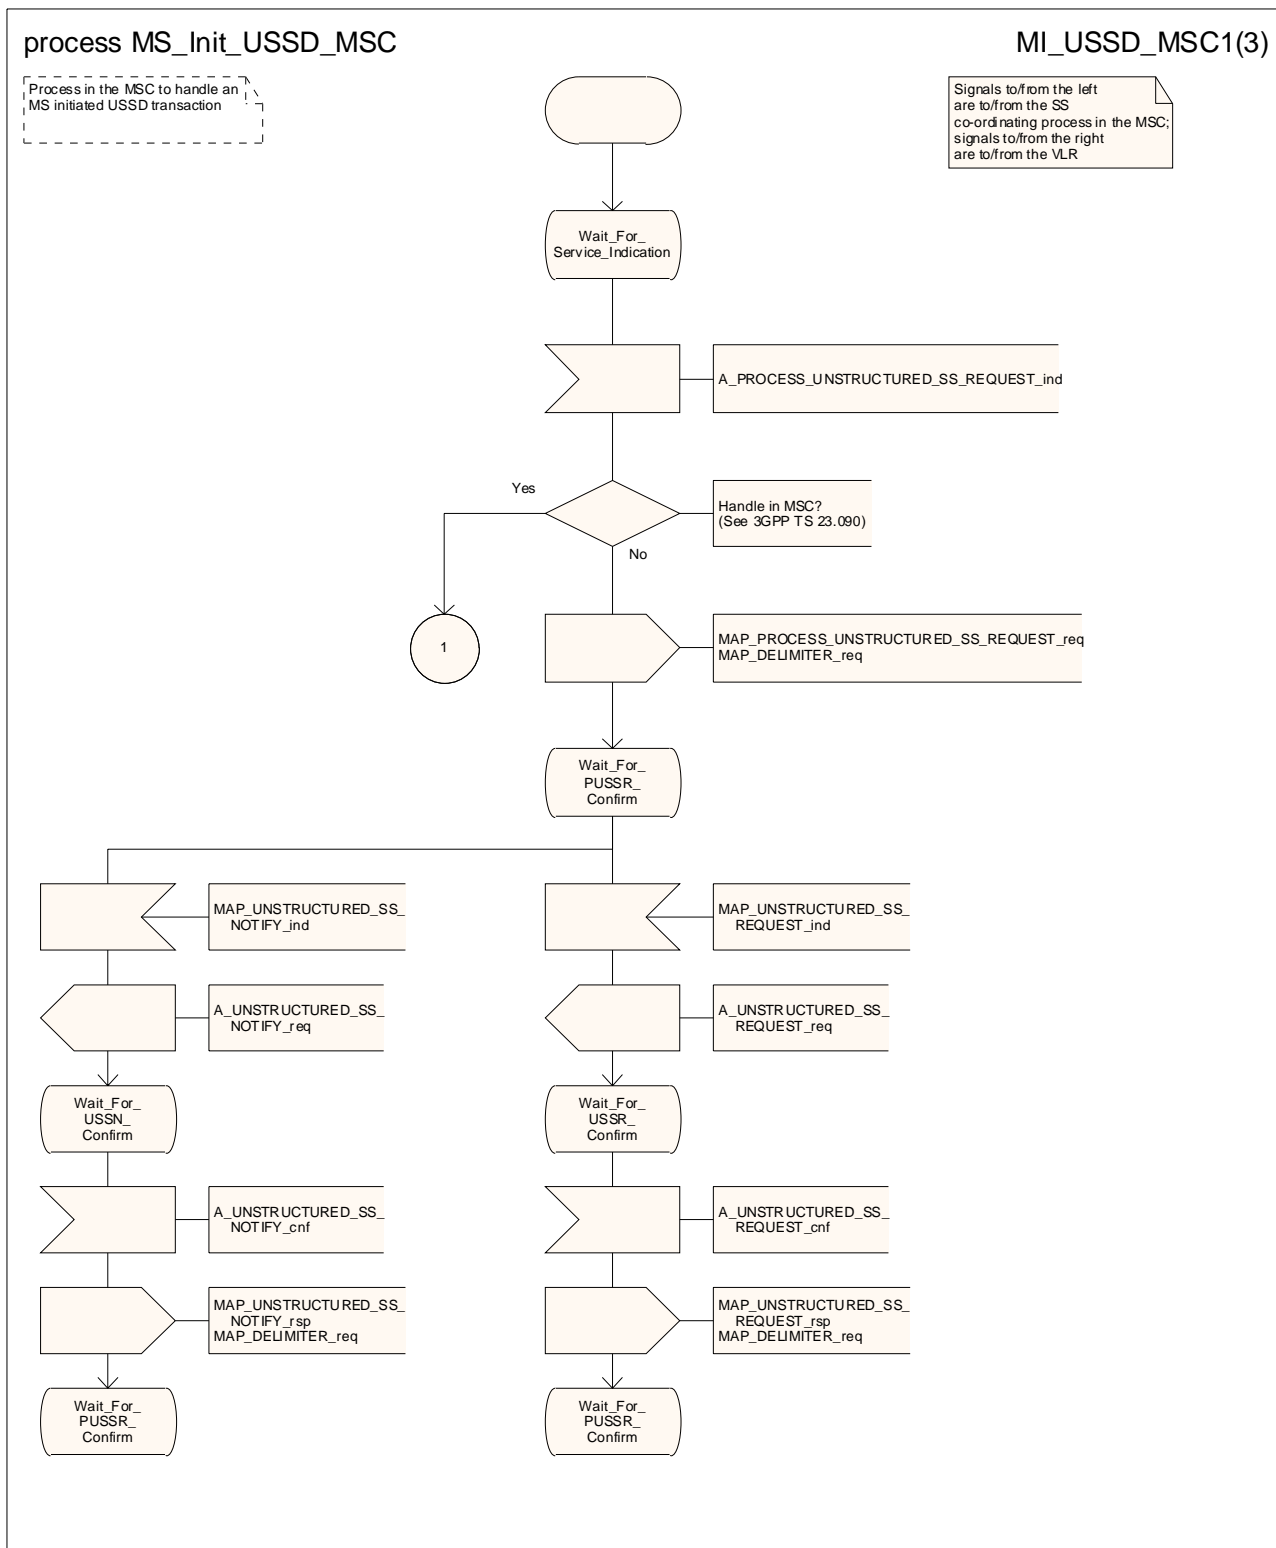 process MS_Init_USSD_MSC
MI_USSD_MSC1(3)
Process in the MSC to handle an
MS initiated USSD transaction
Signals to/from the left
are to/from the SS
co-ordinating process in the MSC;
signals to/from the right
are to/from the VLR
Wait_For_
Service_Indication
A_PROCESS_UNSTRUCTURED_SS_REQUEST_ind
Yes
Handle in MSC?
(See 3GPP TS 23.090)
No
1
MAP_PROCESS_UNSTRUCTURED_SS_REQUEST_req
MAP_DELIMITER_req
Wait_For_
PUSSR_
Confirm
MAP_UNSTRUCTURED_SS_
NOTIFY_ind
MAP_UNSTRUCTURED_SS_
REQUEST_ind
A_UNSTRUCTURED_SS_
NOTIFY_req
A_UNSTRUCTURED_SS_
REQUEST_req
Wait_For_
USSN_
Confirm
Wait_For_
USSR_
Confirm
A_UNSTRUCTURED_SS_
NOTIFY_cnf
A_UNSTRUCTURED_SS_
REQUEST_cnf
MAP_UNSTRUCTURED_SS_
NOTIFY_rsp
MAP_DELIMITER_req
MAP_UNSTRUCTURED_SS_
REQUEST_rsp
MAP_DELIMITER_req
Wait_For_
PUSSR_
Confirm
Wait_For_
PUSSR_
Confirm